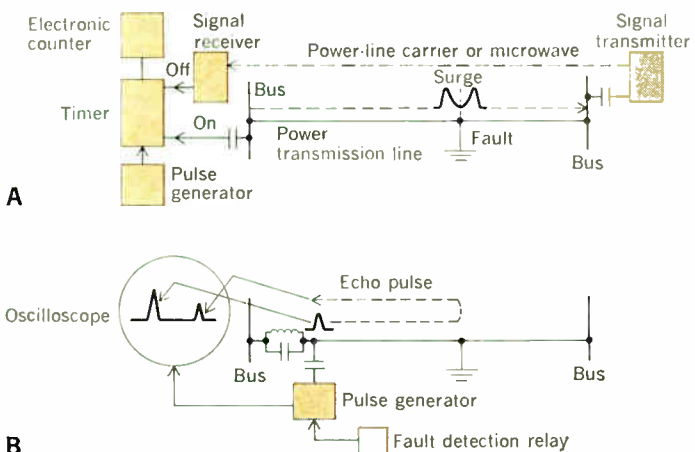 Electronic
counter
Signal
receiver
Signal
transmitter
Power-line carrier or microwave
Off
Timer
Bus
Surge
On
Power
transmission line
Fault
Bus
Pulse
generator
A
Echo pulse
Oscilloscope
Bus
Bus
Pulse generator
Fault detection relay
B